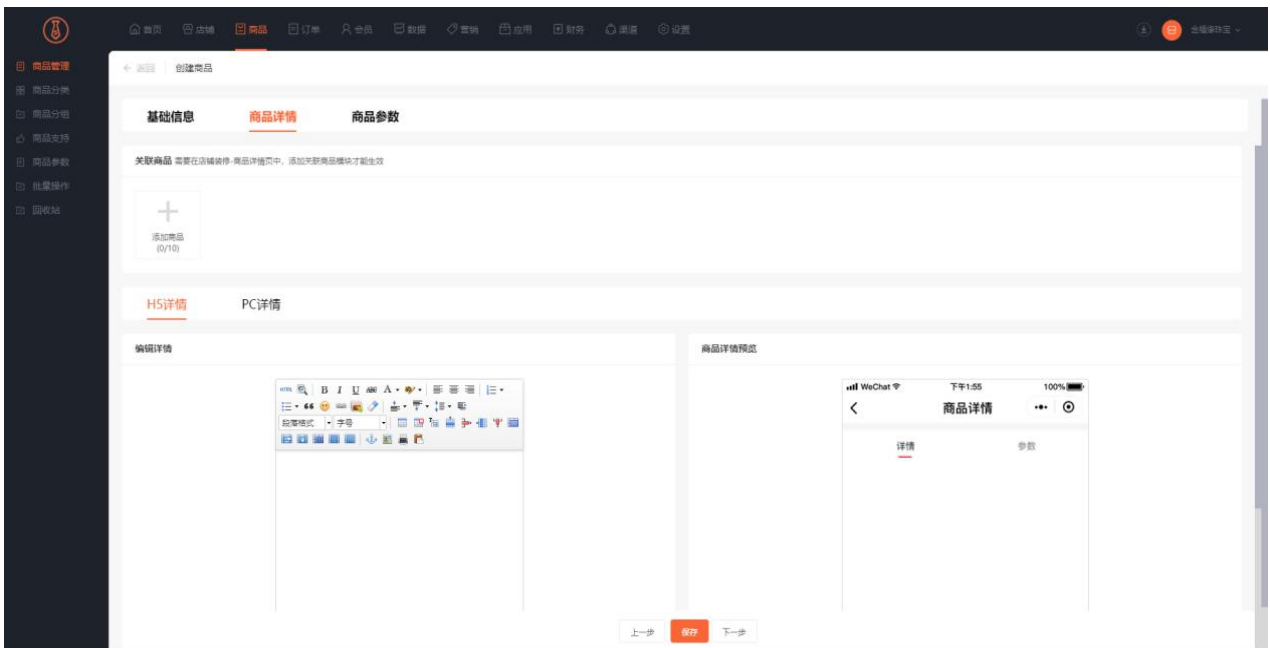 首页 店铺 商品 订单 会员 数据 营销 应用 财务 渠道 设置
商品管理
商品分类
商品分组
商品支持
商品参数
批量操作
回收站
返回 创建商品
基础信息 商品详情 商品参数
关联商品 需要在店铺装修-商品详情页中，添加关联商品模块才能生效
添加商品
(0/10)
H5详情 PC详情
编辑详情
HTML B I U ABC A
段落格式 字号
商品详情预览
WeChat 下午1:55 100%
商品详情
详情 参数
上一步 保存 下一步